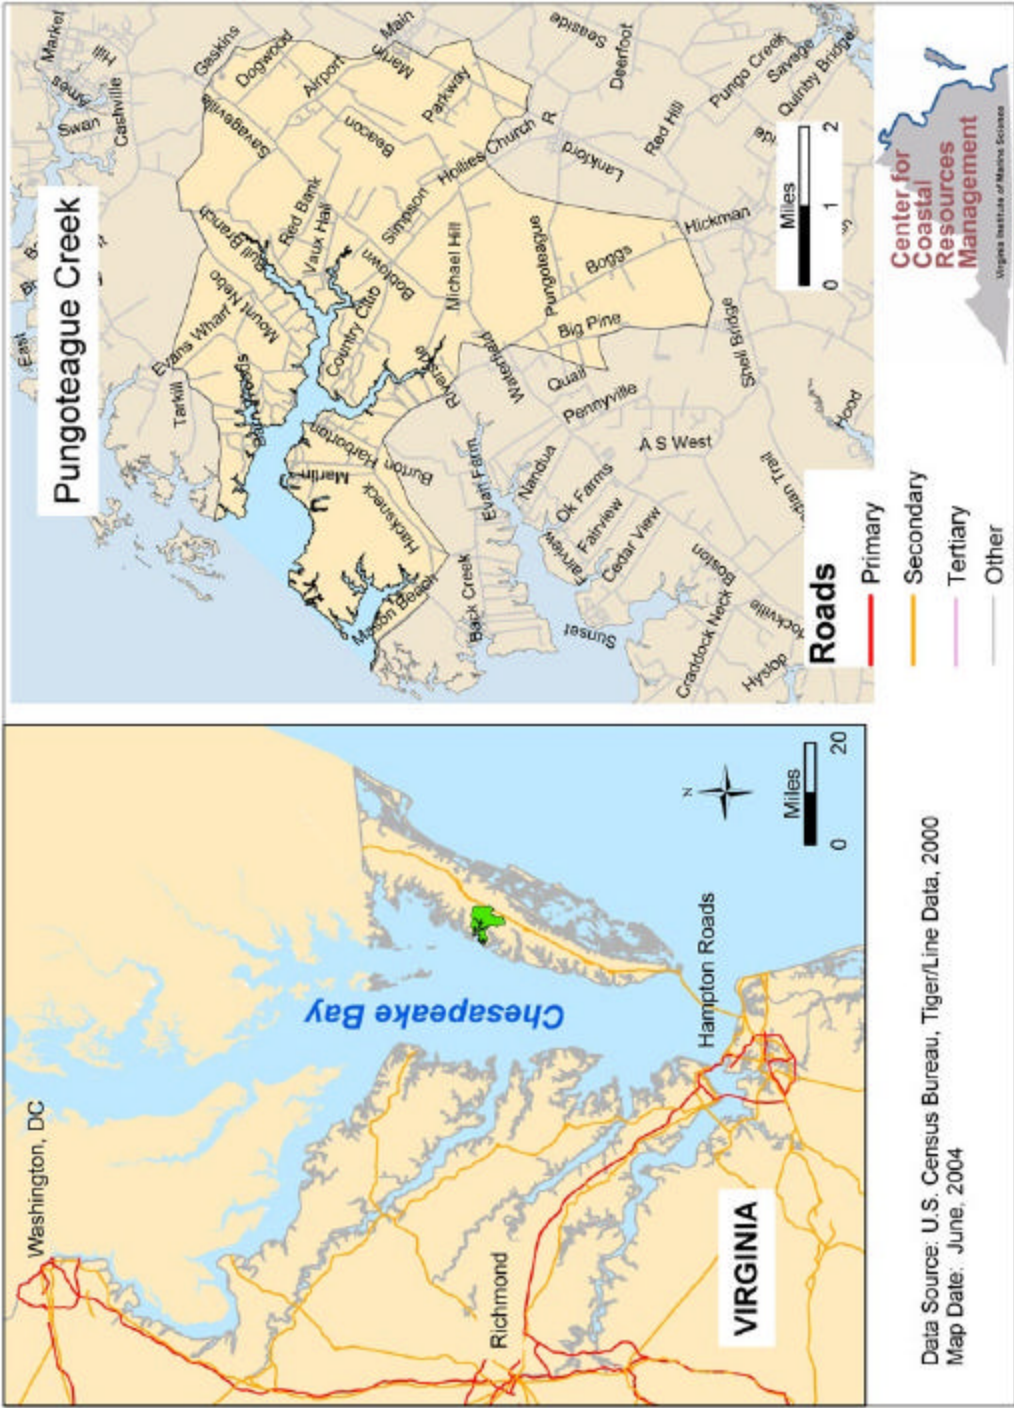 Washington, DC
Richmond
VIRGINIA
Chesapeake Bay
Hampton Roads
N
Miles
0 20
Data Source: U.S. Census Bureau, Tiger/Line Data, 2000
Map Date: June, 2004
Pungoteague Creek
East
Market
Hill
Ames
Swan
Cashville
Tarkill
Evans Wharf
Mount Nebo
Bull Branch
Red Bank
Vaux Hall
Savageville
Gaskins
Dogwood
Airport
Main
Martin
Beacon
Parkway
Seaside
Deerfoot
Country Club
Bobtown
Simpson
Hollies Church
R
Lankford
Red Hill
Pungo Creek
Savage
Quinby Bridge
Michael Hill
Harborton
Martin
Burton
Hacksneck
Mason Beach
Back Creek
Evan Farm
Waterfield
Pungoteague
Boggs
Hickman
Big Pine
Quail
Pennyville
Shell Bridge
Nandua
Ok Farms
Fairview
Fairview
Cedar View
A S West
Sunset
Craddock Neck
Boston
Hyslop
Hood
Miles
0 1 2
Roads
Primary
Secondary
Tertiary
Other
Center for
Coastal
Resources
Management
Virginia Institute of Marine Science